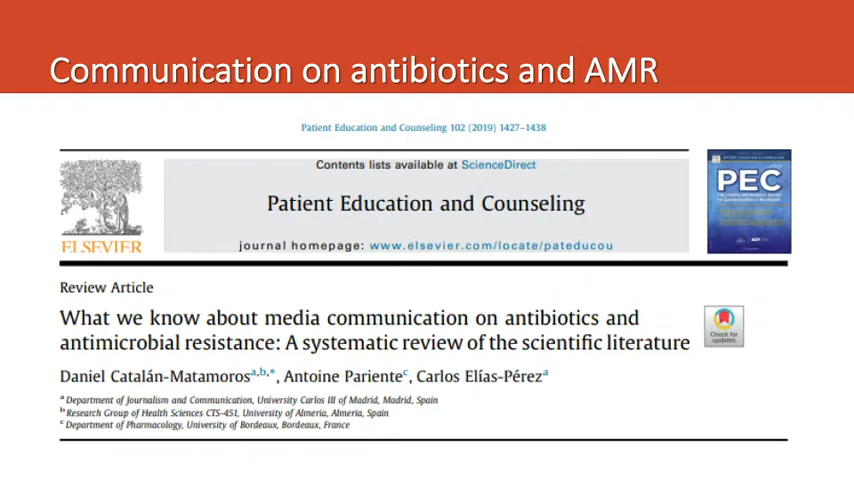 Communication on antibiotics and AMR
Patient Education and Counseling 102 (2019) 1427–1438
Contents lists available at ScienceDirect
Patient Education and Counseling
journal homepage: www.elsevier.com/locate/pateducou
ELSEVIER
PEC
Review Article
What we know about media communication on antibiotics and
antimicrobial resistance: A systematic review of the scientific literature
Check for
updates
Daniel Catalán-Matamoros a,b,*, Antoine Pariente c, Carlos Elías-Pérez a
a Department of Journalism and Communication, University Carlos III of Madrid, Madrid, Spain
b Research Group of Health Sciences CTS-451, University of Almeria, Almeria, Spain
c Department of Pharmacology, University of Bordeaux, Bordeaux, France